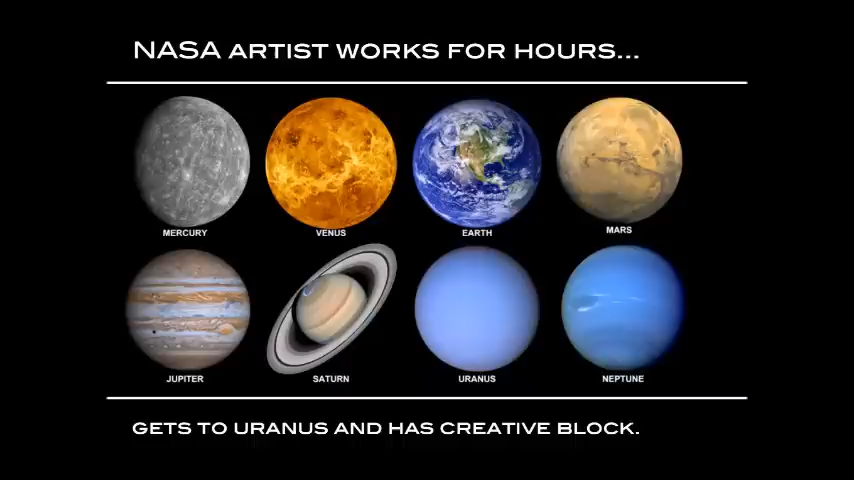 NASA ARTIST WORKS FOR HOURS...
MERCURY VENUS EARTH MARS
JUPITER SATURN URANUS NEPTUNE
GETS TO URANUS AND HAS CREATIVE BLOCK.